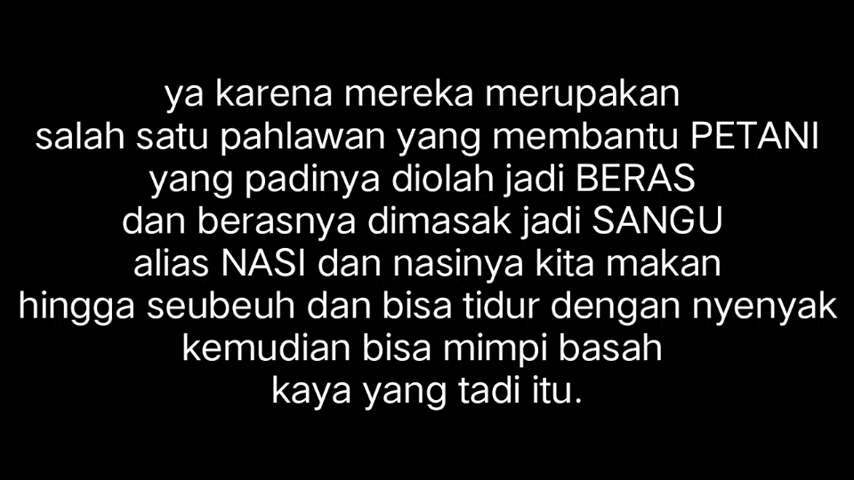 ya karena mereka merupakan
salah satu pahlawan yang membantu PETANI
yang padinya diolah jadi BERAS
dan berasnya dimasak jadi SANGU
alias NASI dan nasinya kita makan
hingga seubeuh dan bisa tidur dengan nyenyak
kemudian bisa mimpi basah
kaya yang tadi itu.